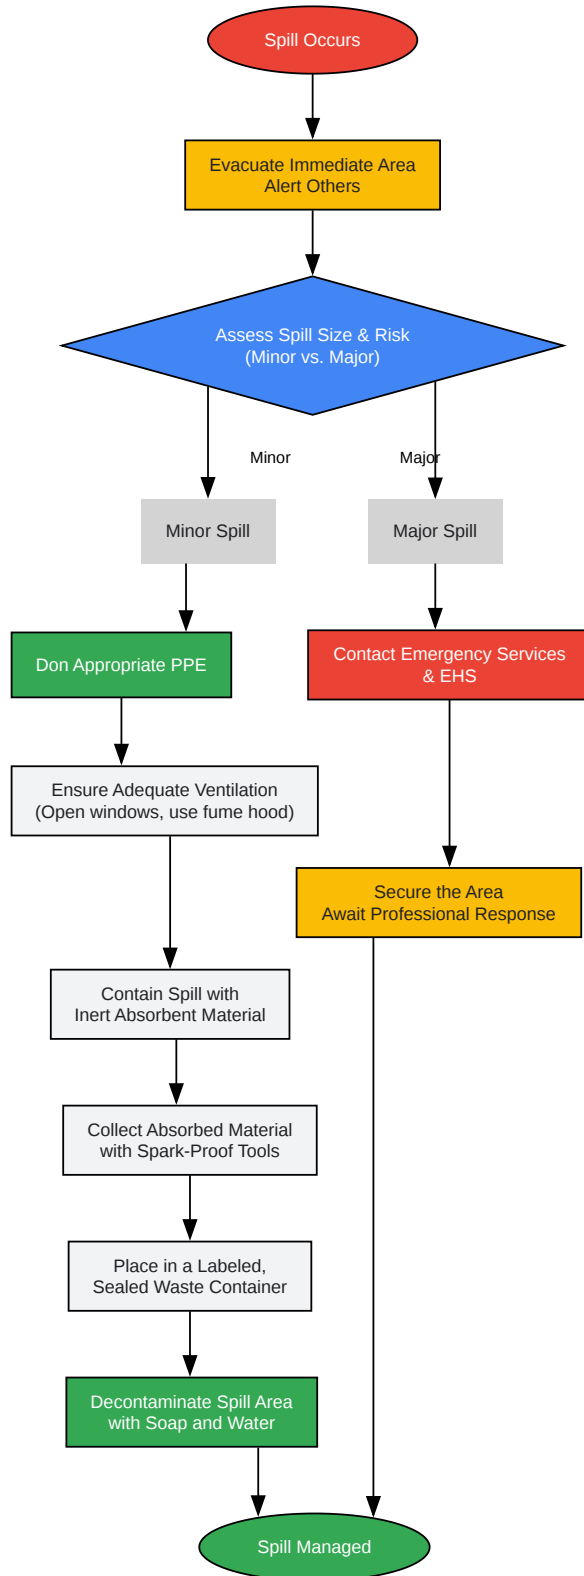 Spill Occurs
Evacuate Immediate Area
Alert Others
Assess Spill Size & Risk
(Minor vs. Major)
Minor
Major
Minor Spill
Major Spill
Don Appropriate PPE
Contact Emergency Services
& EHS
Ensure Adequate Ventilation
(Open windows, use fume hood)
Secure the Area
Await Professional Response
Contain Spill with
Inert Absorbent Material
Collect Absorbed Material
with Spark-Proof Tools
Place in a Labeled,
Sealed Waste Container
Decontaminate Spill Area
with Soap and Water
Spill Managed